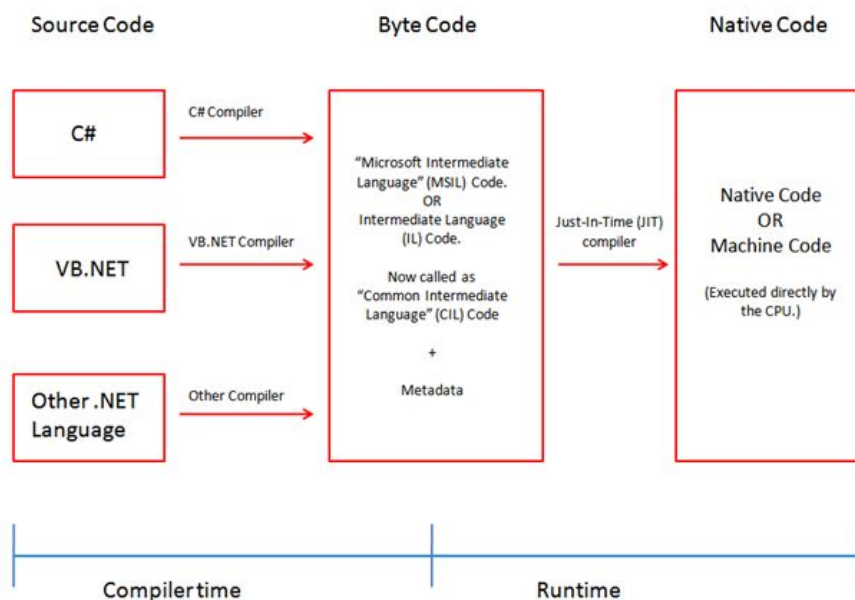 Source Code
Byte Code
Native Code
C#
C# Compiler
VB.NET
VB.NET Compiler
Other .NET
Language
Other Compiler
“Microsoft Intermediate
Language” (MSIL) Code.
OR
Intermediate Language
(IL) Code.
Now called as
“Common Intermediate
Language” (CIL) Code
+
Metadata
Just-In-Time (JIT)
compiler
Native Code
OR
Machine Code
(Executed directly by
the CPU.)
Compiler time
Runtime